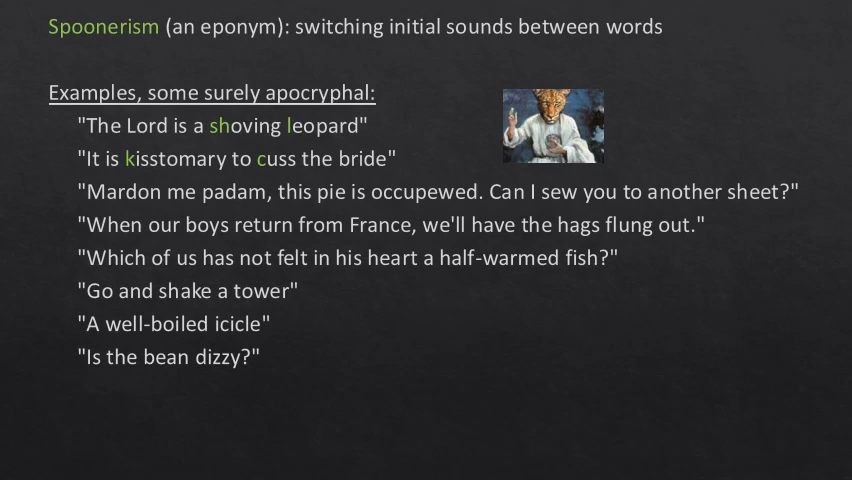 Spoonerism (an eponym): switching initial sounds between words
Examples, some surely apocryphal:
"The Lord is a shoving leopard"
"It is kisstomary to cuss the bride"
"Mardon me padam, this pie is occupewed. Can I sew you to another sheet?"
"When our boys return from France, we'll have the hags flung out."
"Which of us has not felt in his heart a half-warmed fish?"
"Go and shake a tower"
"A well-boiled icicle"
"Is the bean dizzy?"